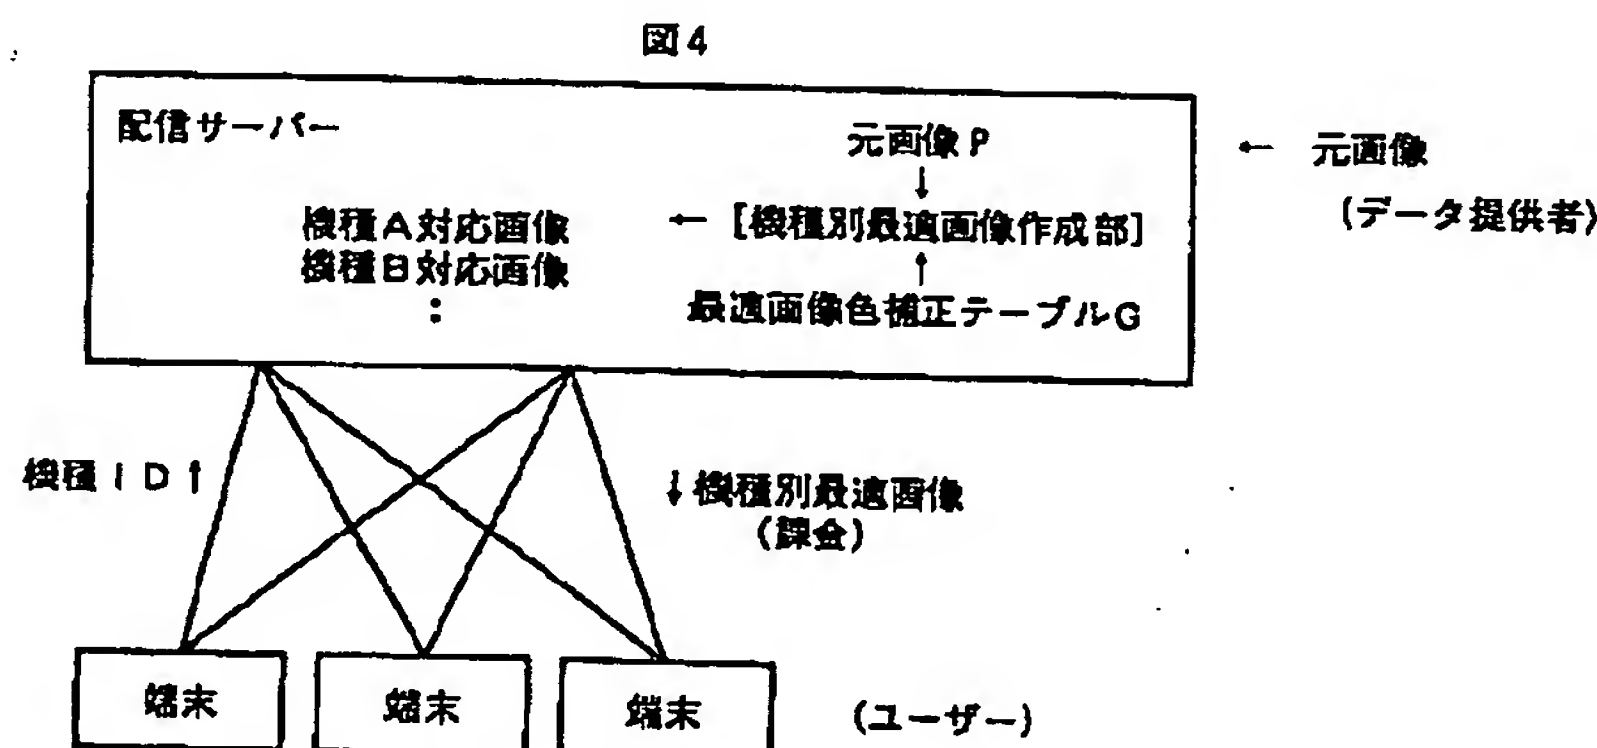 図4
配信サーバー
元画像P
↓
機種A対応画像 ← [機種別最適画像作成部]
機種B対応画像
↑
:
最適画像色補正テーブルG
← 元画像
(データ提供者)
機種ID↑
↓機種別最適画像
(課金)
端末 端末 端末
(ユーザー)